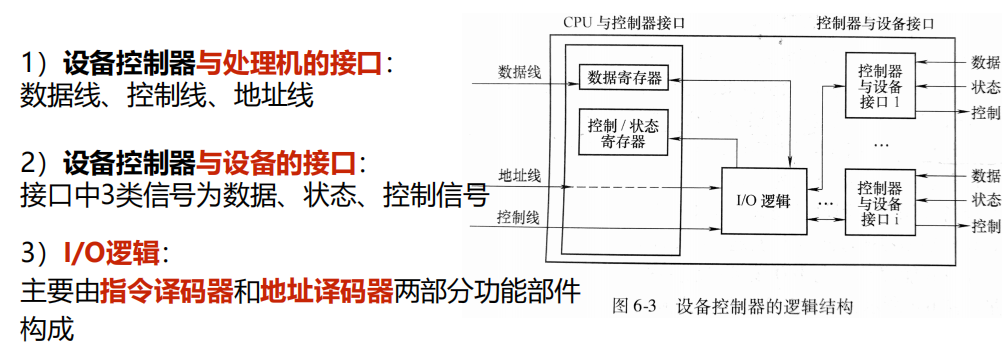 1）设备控制器与处理机的接口：
数据线、控制线、地址线
2）设备控制器与设备的接口：
接口中3类信号为数据、状态、控制信号
3）I/O逻辑：
主要由指令译码器和地址译码器两部分功能部件
构成
CPU 与控制器接口
控制器与设备接口
数据线
数据寄存器
控制 / 状态
寄存器
地址线
控制线
I/O 逻辑
控制器
与设备
接口 1
数据
状态
控制
…
…
控制器
与设备
接口 i
数据
状态
控制
图 6-3 设备控制器的逻辑结构